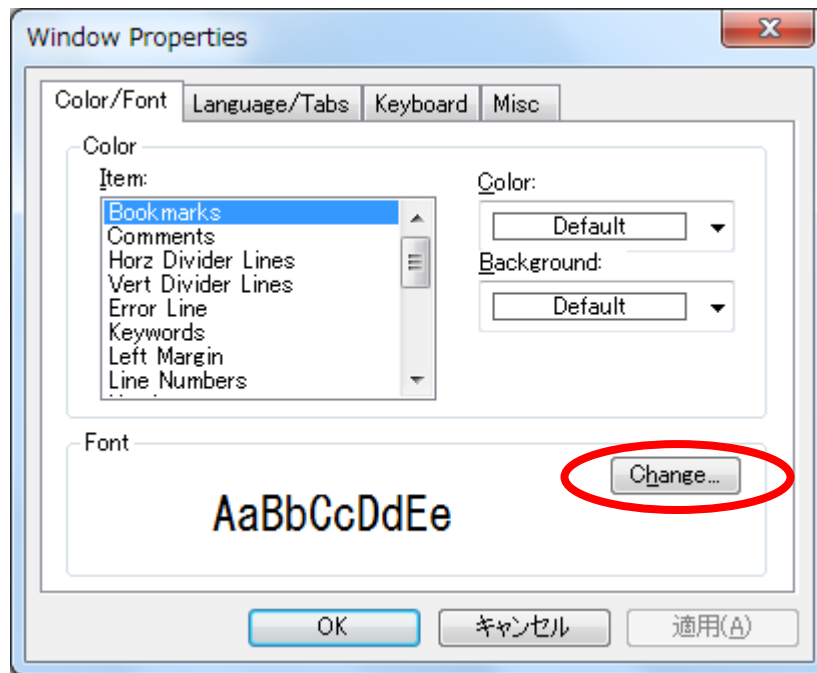 Window Properties
Color/Font
Language/Tabs
Keyboard
Misc
Color
Item:
Bookmarks
Comments
Horz Divider Lines
Vert Divider Lines
Error Line
Keywords
Left Margin
Line Numbers
Color:
Default
Background:
Default
Font
Change...
AaBbCcDdEe
OK
キャンセル
適用(A)